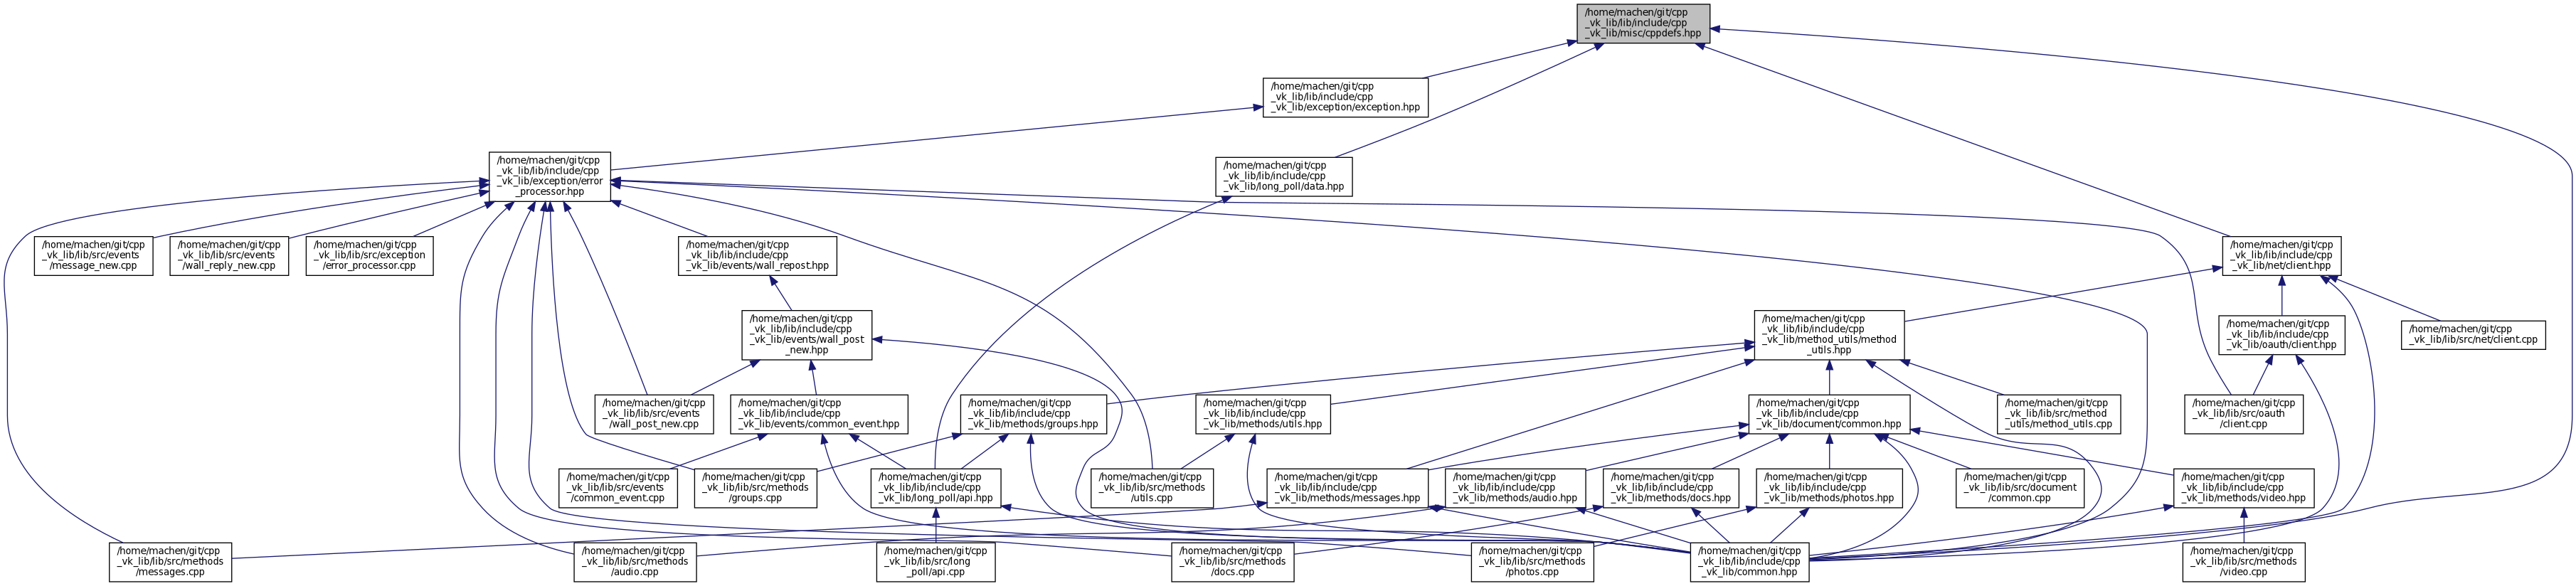 /home/machen/git/cpp
_vk_lib/lib/include/cpp
_vk_lib/misc/cppdefs.hpp
/home/machen/git/cpp
_vk_lib/lib/include/cpp
_vk_lib/exception/exception.hpp
/home/machen/git/cpp
_vk_lib/lib/include/cpp
_vk_lib/exception/error
_processor.hpp
/home/machen/git/cpp
_vk_lib/lib/include/cpp
_vk_lib/long_poll/data.hpp
/home/machen/git/cpp
_vk_lib/lib/src/events
/message_new.cpp
/home/machen/git/cpp
_vk_lib/lib/src/events
/wall_reply_new.cpp
/home/machen/git/cpp
_vk_lib/lib/src/exception
/error_processor.cpp
/home/machen/git/cpp
_vk_lib/lib/include/cpp
_vk_lib/events/wall_repost.hpp
/home/machen/git/cpp
_vk_lib/lib/include/cpp
_vk_lib/net/client.hpp
/home/machen/git/cpp
_vk_lib/lib/include/cpp
_vk_lib/events/wall_post
_new.hpp
/home/machen/git/cpp
_vk_lib/lib/include/cpp
_vk_lib/method_utils/method
_utils.hpp
/home/machen/git/cpp
_vk_lib/lib/include/cpp
_vk_lib/oauth/client.hpp
/home/machen/git/cpp
_vk_lib/lib/src/net/client.cpp
/home/machen/git/cpp
_vk_lib/lib/src/events
/wall_post_new.cpp
/home/machen/git/cpp
_vk_lib/lib/include/cpp
_vk_lib/events/common_event.hpp
/home/machen/git/cpp
_vk_lib/lib/include/cpp
_vk_lib/methods/groups.hpp
/home/machen/git/cpp
_vk_lib/lib/include/cpp
_vk_lib/methods/utils.hpp
/home/machen/git/cpp
_vk_lib/lib/include/cpp
_vk_lib/document/common.hpp
/home/machen/git/cpp
_vk_lib/lib/src/method
_utils/method_utils.cpp
/home/machen/git/cpp
_vk_lib/lib/src/oauth
/client.cpp
/home/machen/git/cpp
_vk_lib/lib/src/events
/common_event.cpp
/home/machen/git/cpp
_vk_lib/lib/src/methods
/groups.cpp
/home/machen/git/cpp
_vk_lib/lib/include/cpp
_vk_lib/long_poll/api.hpp
/home/machen/git/cpp
_vk_lib/lib/src/methods
/utils.cpp
/home/machen/git/cpp
_vk_lib/lib/include/cpp
_vk_lib/methods/messages.hpp
/home/machen/git/cpp
_vk_lib/lib/include/cpp
_vk_lib/methods/audio.hpp
/home/machen/git/cpp
_vk_lib/lib/include/cpp
_vk_lib/methods/docs.hpp
/home/machen/git/cpp
_vk_lib/lib/include/cpp
_vk_lib/methods/photos.hpp
/home/machen/git/cpp
_vk_lib/lib/src/document
/common.cpp
/home/machen/git/cpp
_vk_lib/lib/include/cpp
_vk_lib/methods/video.hpp
/home/machen/git/cpp
_vk_lib/lib/src/methods
/messages.cpp
/home/machen/git/cpp
_vk_lib/lib/src/methods
/audio.cpp
/home/machen/git/cpp
_vk_lib/lib/src/long
_poll/api.cpp
/home/machen/git/cpp
_vk_lib/lib/src/methods
/docs.cpp
/home/machen/git/cpp
_vk_lib/lib/src/methods
/photos.cpp
/home/machen/git/cpp
_vk_lib/lib/include/cpp
_vk_lib/common.hpp
/home/machen/git/cpp
_vk_lib/lib/src/methods
/video.cpp